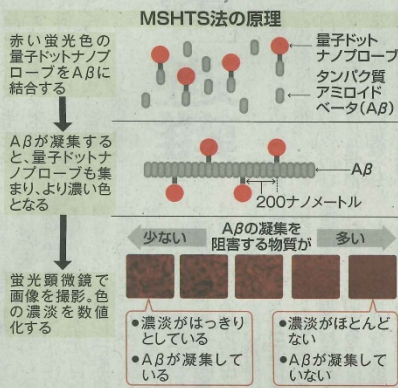 MSHTS法の原理
赤い蛍光色の
量子ドットナノプ
ローブをAβに
結合する
量子ドット
ナノプローブ
タンパク質
アミロイド
ベータ(Aβ)
Aβが凝集する
と、量子ドットナ
ノプローブも集
まり、より濃い色
となる
Aβ
200ナノメートル
蛍光顕微鏡で
画像を撮影。色
の濃淡を数値
化する
少ない
Aβの凝集を
阻害する物質が
多い
●濃淡がはっきり
としている
●Aβが凝集して
いる
●濃淡がほとんど
ない
●Aβが凝集して
いない